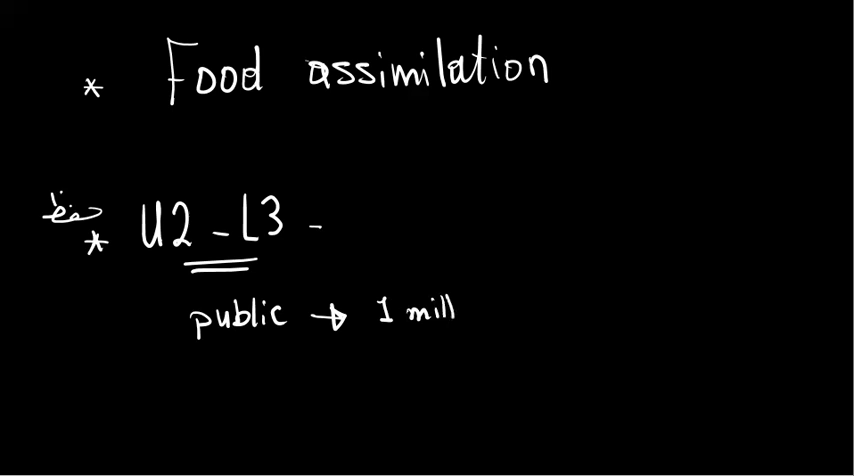 * Food assimilation
حفظ
* U2 - L3 -
public → 1 mill